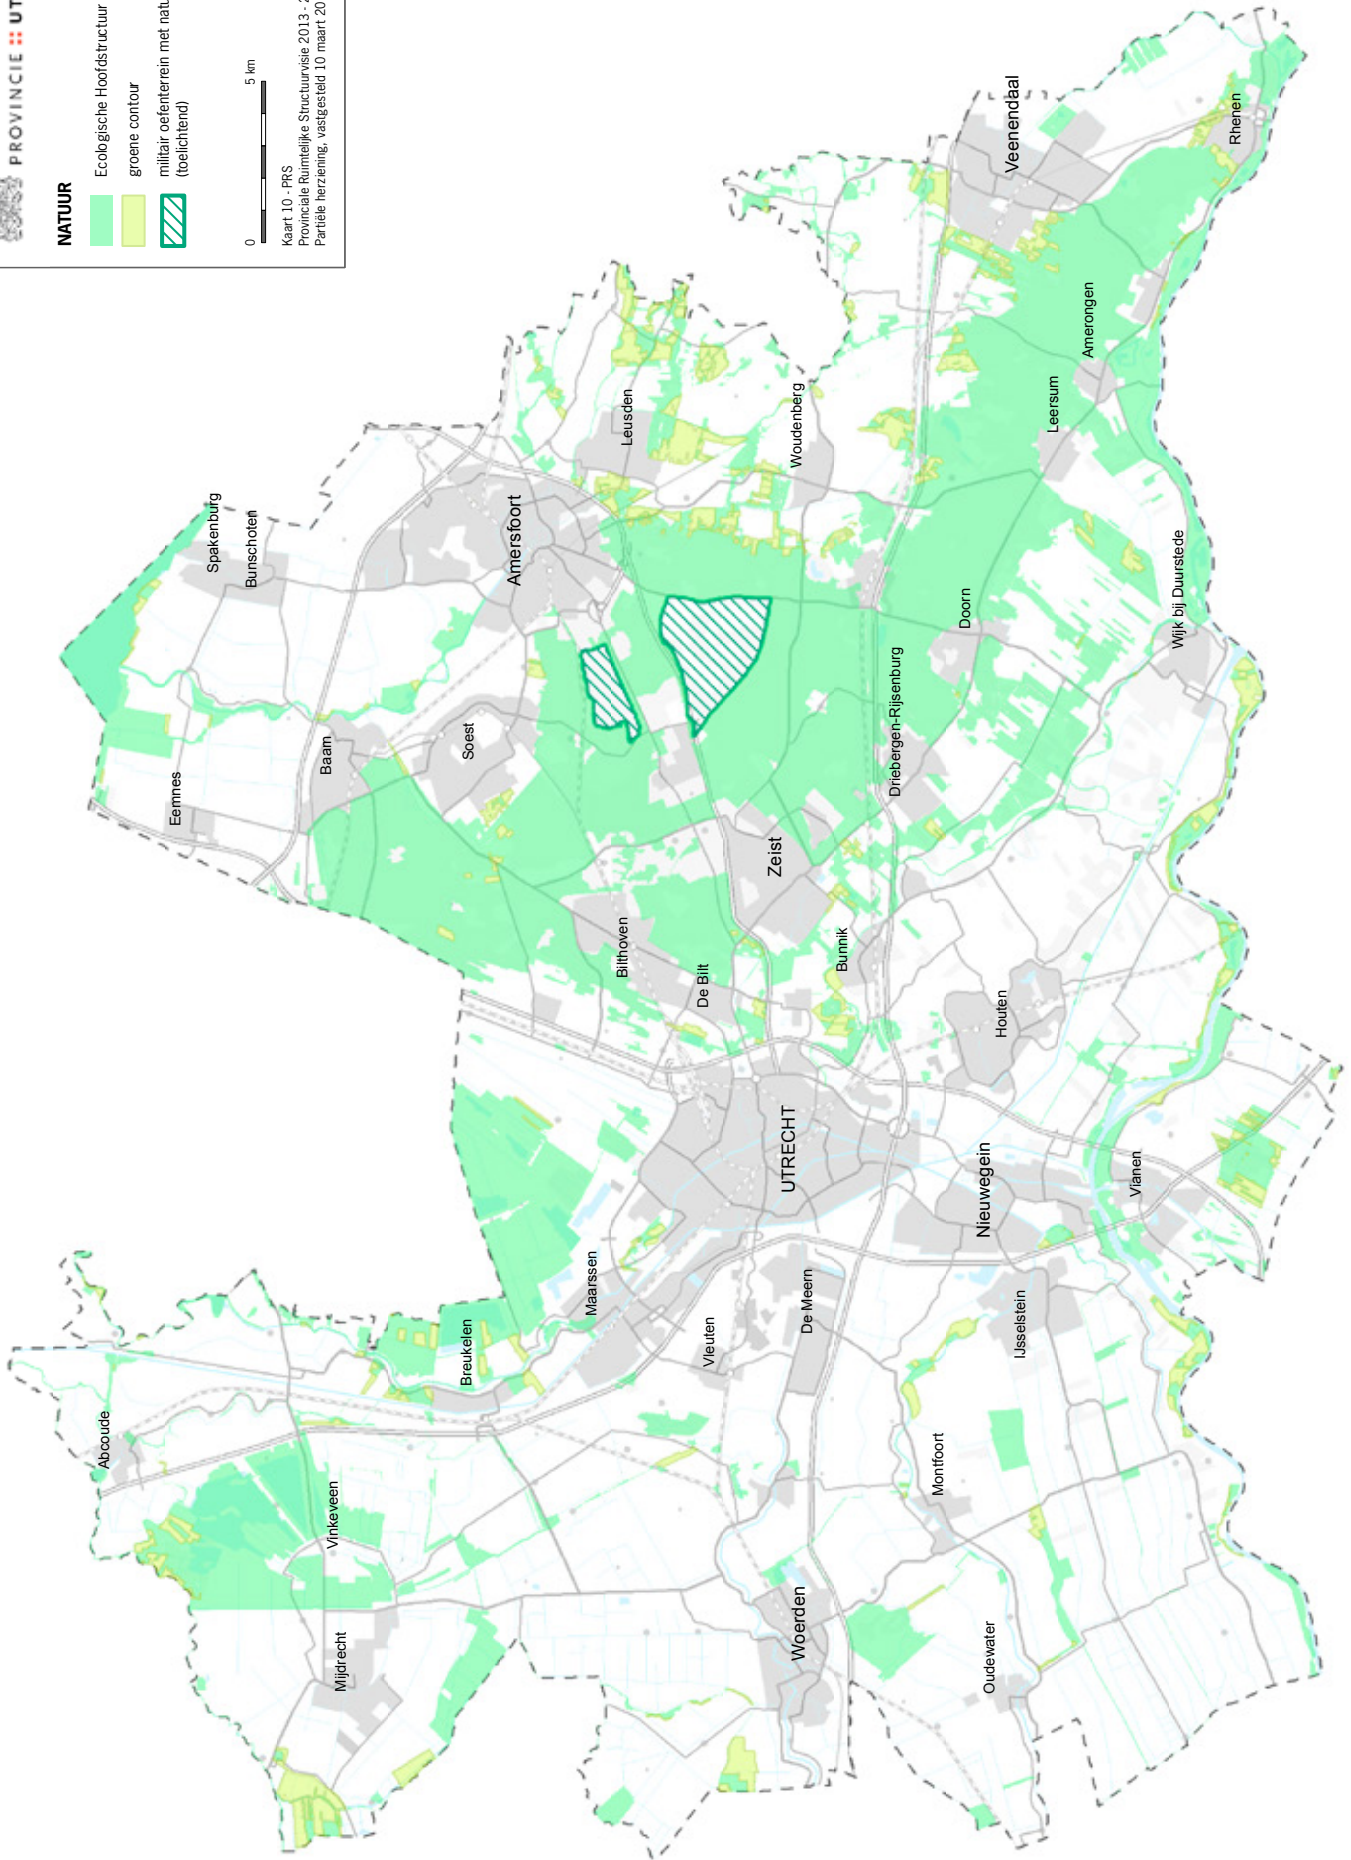 PROVINCIE :: UT
NATUUR
Ecologische Hoofdstructuur
groene contour
militair oefenterrein met natu
(toelichtend)
0 5 km
Kaart 10 - PRS
Provinciale Ruimtelijke Structuurvisie 2013 - 2
Partiële herziening, vastgesteld 10 maart 20
Abcoude
Vinkeveen
Mijdrecht
Breukelen
Maarssen
Vleuten
De Meern
Woerden
Montfoort
Oudewater
IJsselstein
Nieuwegein
Vianen
UTRECHT
Houten
Bunnik
De Bilt
Bilthoven
Zeist
Driebergen-Rijsenburg
Doorn
Wijk bij Duurstede
Leersum
Amerongen
Rhenen
Veenendaal
Woudenberg
Leusden
Amersfoort
Soest
Baarn
Eemnes
Spakenburg
Bunschoten